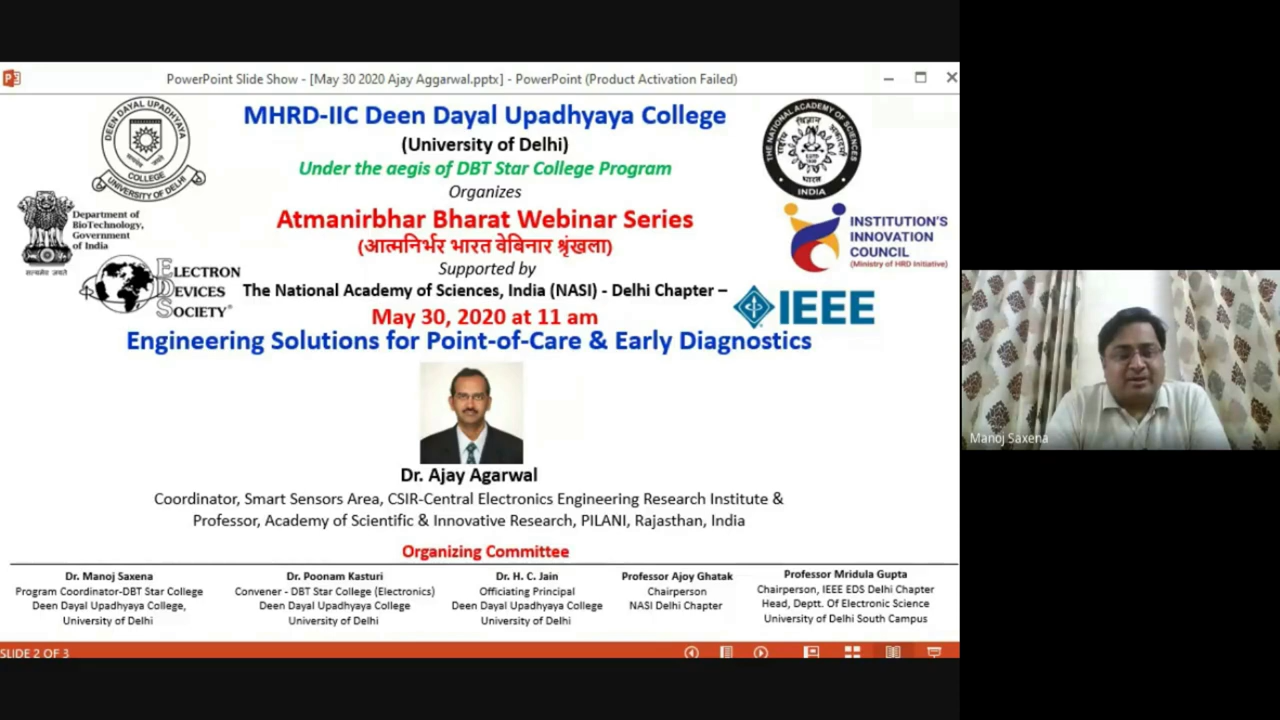 PowerPoint Slide Show - [May 30 2020 Ajay Aggarwal.pptx] - PowerPoint (Product Activation Failed)
MHRD-IIC Deen Dayal Upadhyaya College
(University of Delhi)
Under the aegis of DBT Star College Program
Organizes
Atmanirbhar Bharat Webinar Series
(आत्मनिर्भर भारत वेबिनार श्रृंखला)
Supported by
The National Academy of Sciences, India (NASI) - Delhi Chapter –
May 30, 2020 at 11 am
Engineering Solutions for Point-of-Care & Early Diagnostics
DEEN DAYAL UPADHYAYA
COLLEGE
UNIVERSITY OF DELHI
Department of
BioTechnology,
Government
of India
सत्यमेव जयते
EDS
ELECTRON
DEVICES
SOCIETY®
THE NATIONAL ACADEMY OF SCIENCES
INDIA
INSTITUTION'S
INNOVATION
COUNCIL
(Ministry of HRD Initiative)
IEEE
Dr. Ajay Agarwal
Coordinator, Smart Sensors Area, CSIR-Central Electronics Engineering Research Institute &
Professor, Academy of Scientific & Innovative Research, PILANI, Rajasthan, India
Organizing Committee
Dr. Manoj Saxena
Program Coordinator-DBT Star College
Deen Dayal Upadhyaya College,
University of Delhi
Dr. Poonam Kasturi
Convener - DBT Star College (Electronics)
Deen Dayal Upadhyaya College
University of Delhi
Dr. H. C. Jain
Officiating Principal
Deen Dayal Upadhyaya College
University of Delhi
Professor Ajoy Ghatak
Chairperson
NASI Delhi Chapter
Professor Mridula Gupta
Chairperson, IEEE EDS Delhi Chapter
Head, Deptt. Of Electronic Science
University of Delhi South Campus
SLIDE 2 OF 3
Manoj Saxena